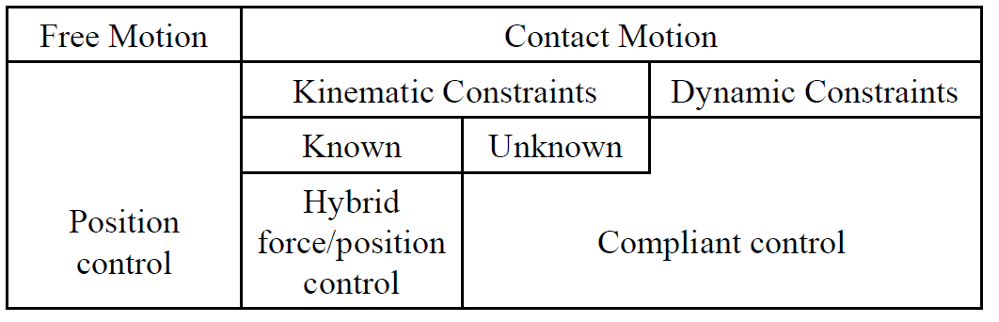 Free Motion
Contact Motion
Kinematic Constraints
Dynamic Constraints
Known
Unknown
Position
control
Hybrid
force/position
control
Compliant control